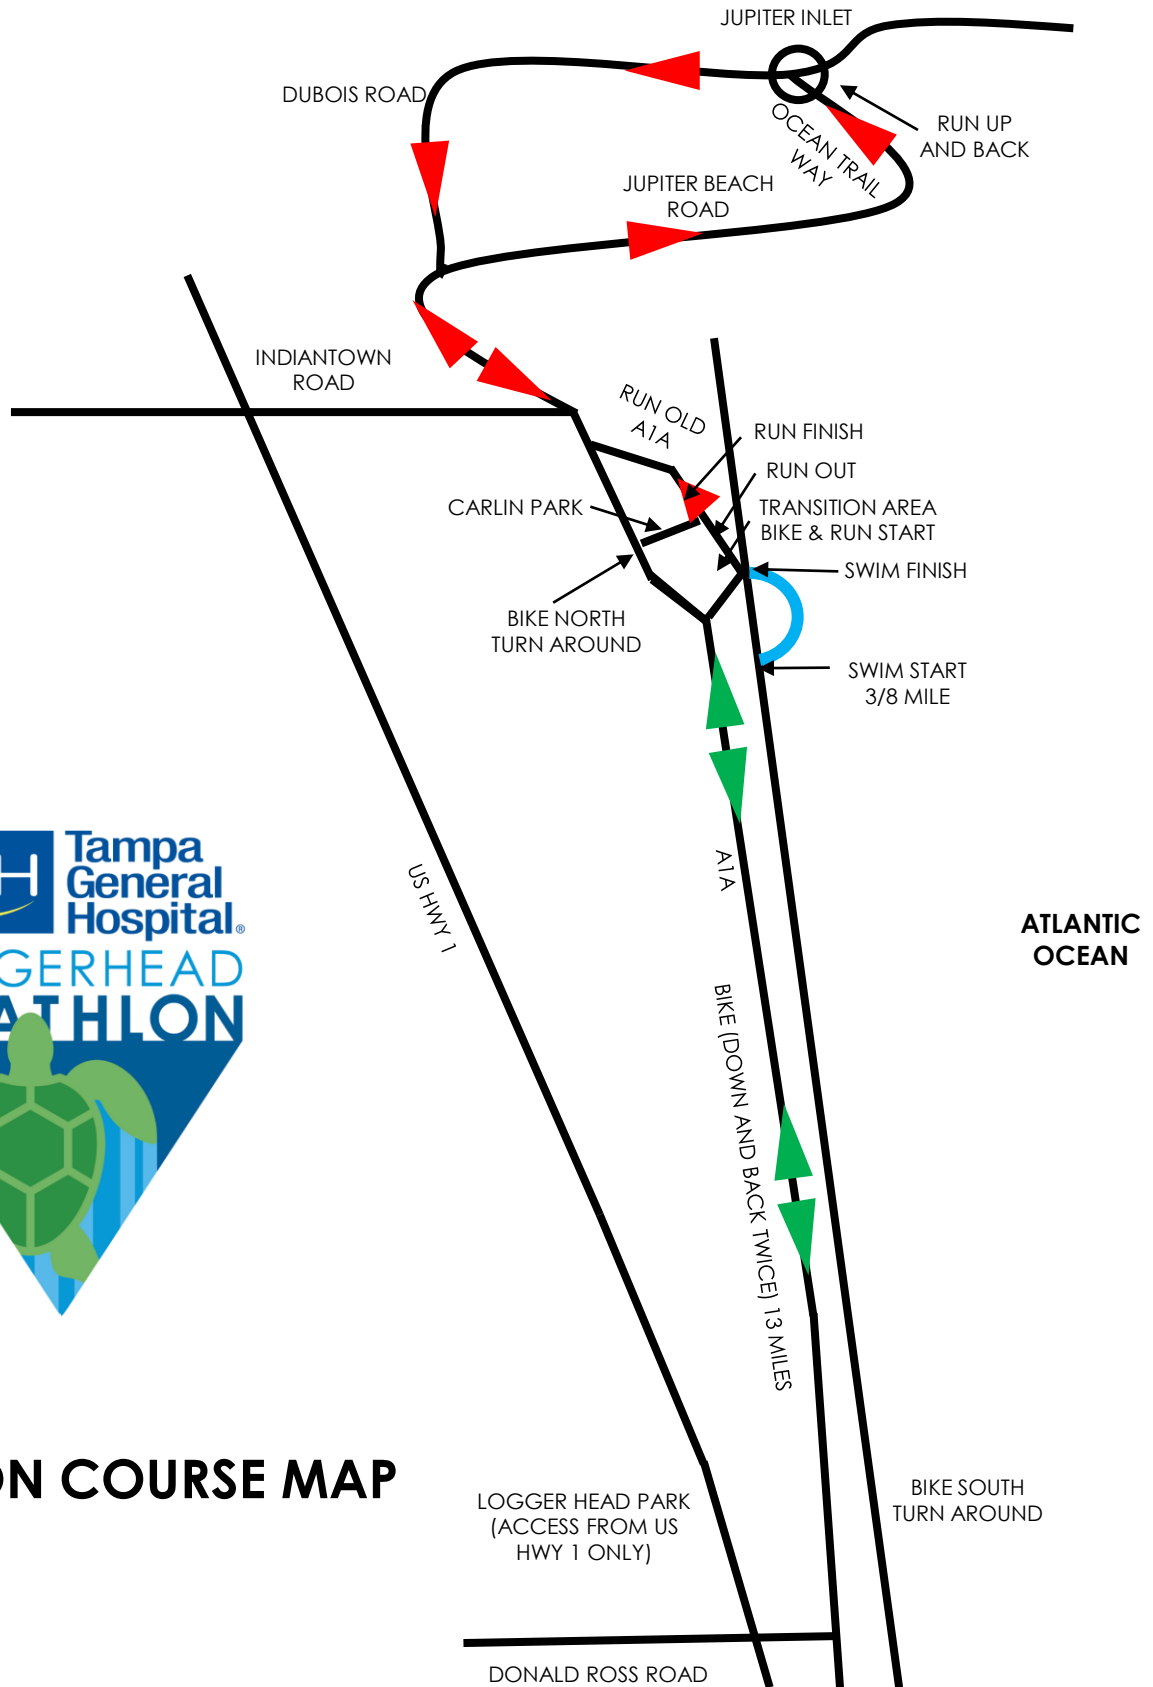 JUPITER INLET
DUBOIS ROAD
RUN UP
AND BACK
OCEAN TRAIL
WAY
JUPITER BEACH
ROAD
INDIANTOWN
ROAD
RUN OLD
A1A
RUN FINISH
RUN OUT
CARLIN PARK
TRANSITION AREA
BIKE & RUN START
SWIM FINISH
BIKE NORTH
TURN AROUND
SWIM START
3/8 MILE
H
Tampa
General
Hospital®
GERHEAD
ATHLON
US HWY 1
A1A
ATLANTIC
OCEAN
BIKE (DOWN AND BACK TWICE) 13 MILES
ON COURSE MAP
BIKE SOUTH
TURN AROUND
LOGGER HEAD PARK
(ACCESS FROM US
HWY 1 ONLY)
DONALD ROSS ROAD